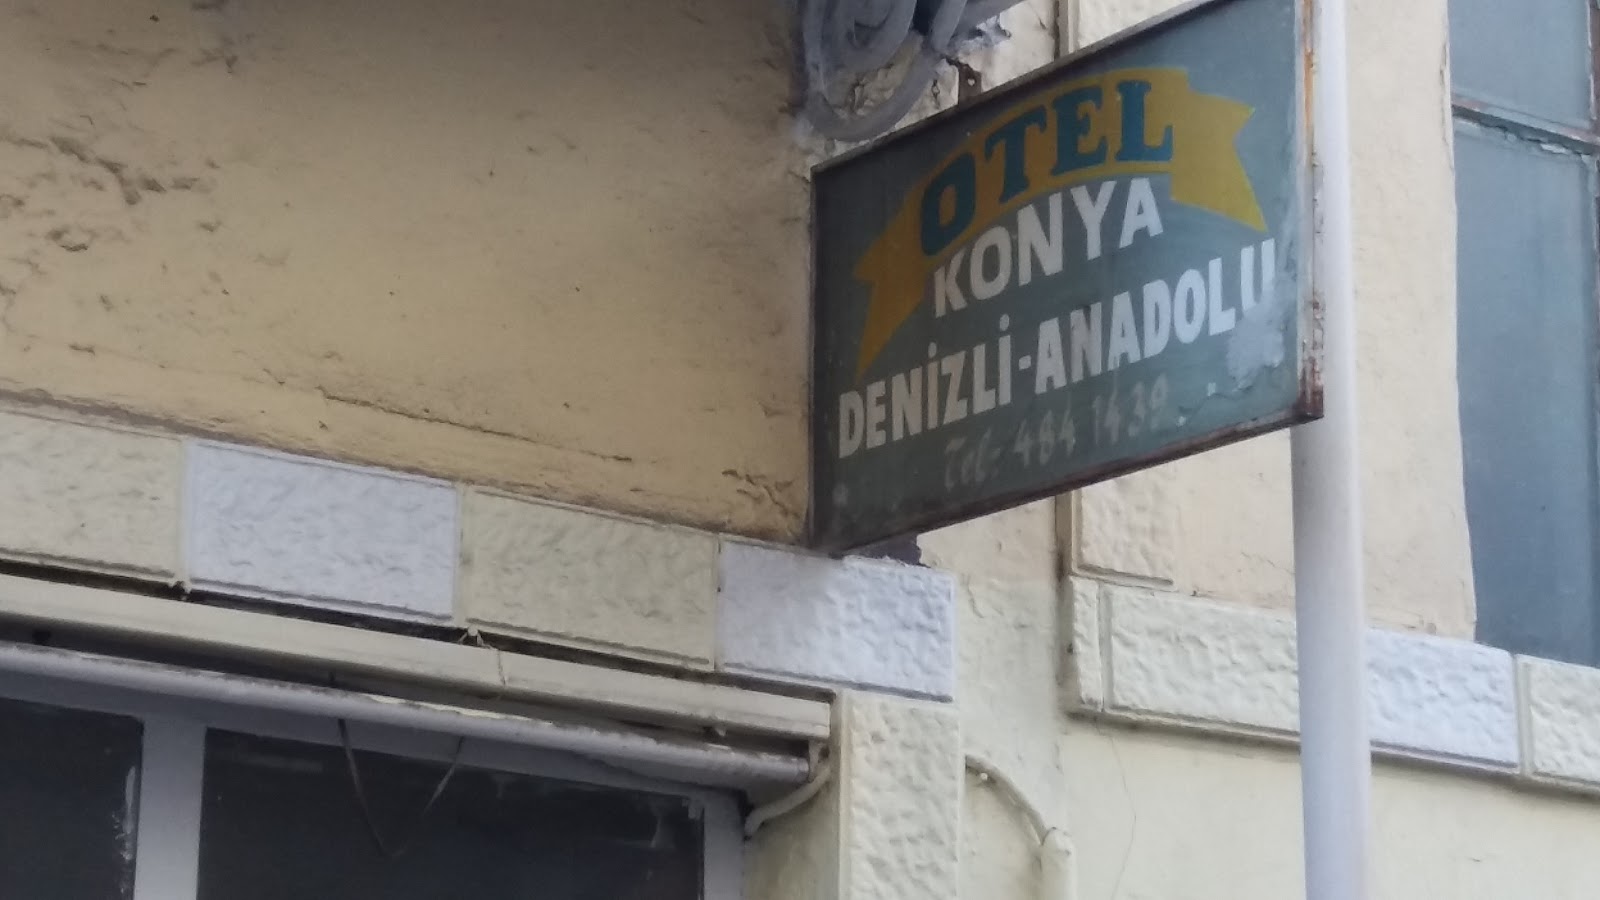 OTEL
KONYA
DENİZLİ-ANADOLU
Tel: 484 1439